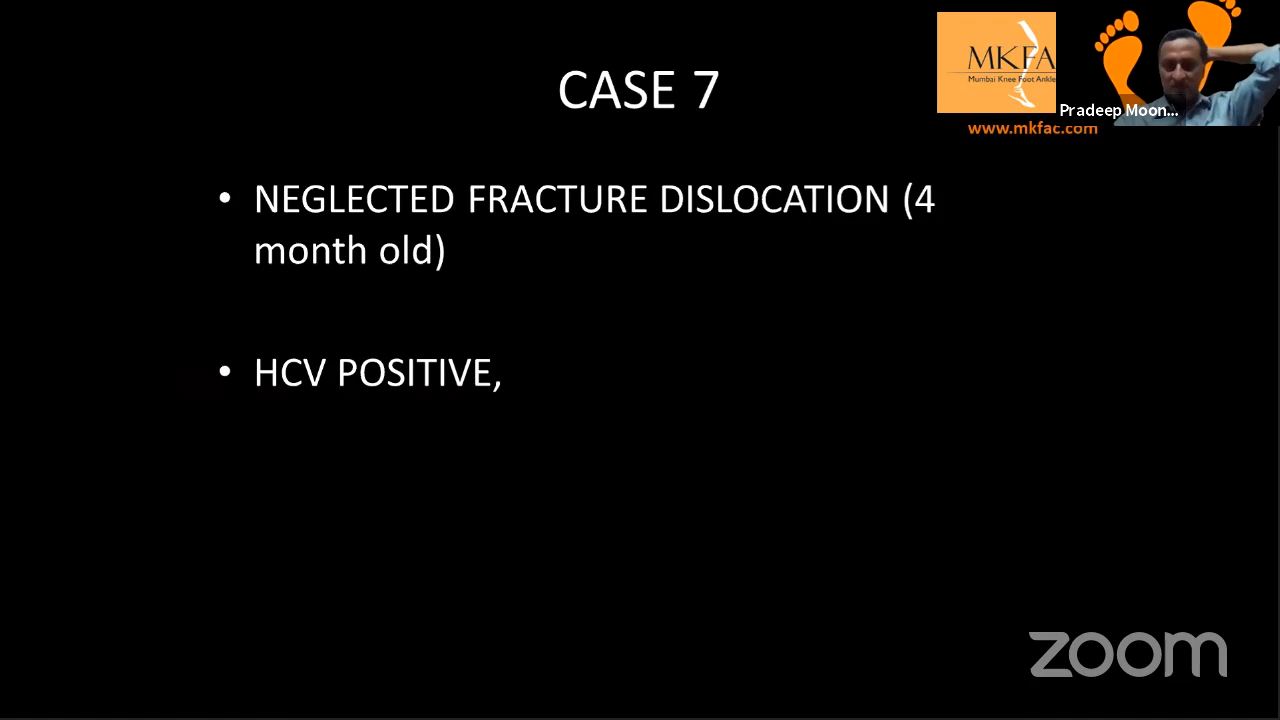 MKFA
Mumbai Knee Foot Ankle
Pradeep Moon...
www.mkfac.com
CASE 7
• NEGLECTED FRACTURE DISLOCATION (4
month old)
• HCV POSITIVE,
zoom